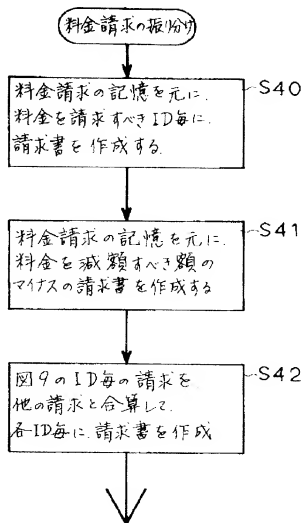 料金請求の振り分け
S40
料金請求の記憶を元に、
料金を請求すべきID毎に、
請求書を作成する.
S41
料金請求の記憶を元に、
料金を減額すべき額の
マイナスの請求書を作成する
S42
図9のID毎の請求を
他の請求と合算して、
各ID毎に、請求書を作成